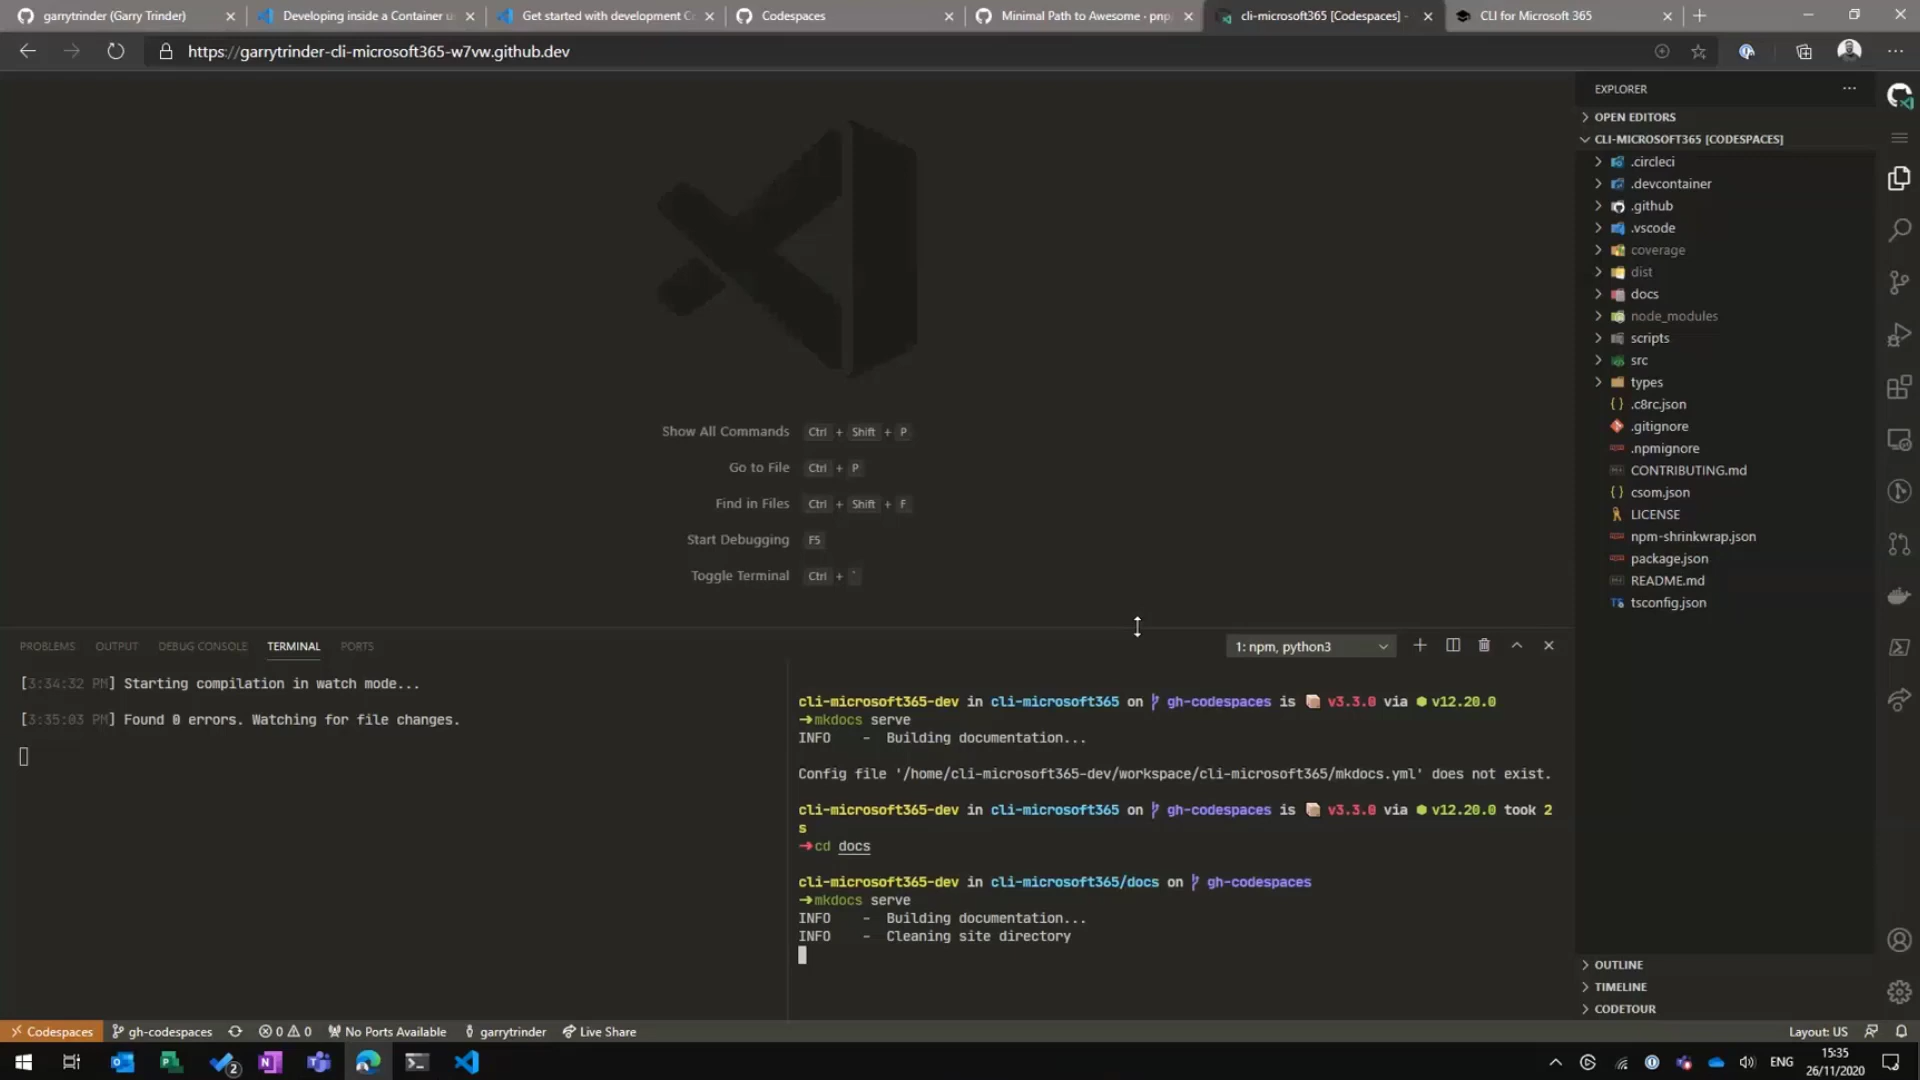 garrytrinder (Garry Trinder)
Developing inside a Container u
Get started with development Co
Codespaces
Minimal Path to Awesome · pnp
cli-microsoft365 [Codespaces] -
CLI for Microsoft 365
https://garrytrinder-cli-microsoft365-w7vw.github.dev
EXPLORER
OPEN EDITORS
CLI-MICROSOFT365 [CODESPACES]
.circleci
.devcontainer
.github
.vscode
coverage
dist
docs
node_modules
scripts
src
types
.c8rc.json
.gitignore
.npmignore
CONTRIBUTING.md
csom.json
LICENSE
npm-shrinkwrap.json
package.json
README.md
tsconfig.json
OUTLINE
TIMELINE
CODETOUR
Show All Commands Ctrl + Shift + P
Go to File Ctrl + P
Find in Files Ctrl + Shift + F
Start Debugging F5
Toggle Terminal Ctrl + `
PROBLEMS OUTPUT DEBUG CONSOLE TERMINAL PORTS
1: npm, python3
[3:34:32 PM] Starting compilation in watch mode...
[3:35:03 PM] Found 0 errors. Watching for file changes.
cli-microsoft365-dev in cli-microsoft365 on gh-codespaces is v3.3.0 via v12.20.0
➜mkdocs serve
INFO    -  Building documentation...
Config file '/home/cli-microsoft365-dev/workspace/cli-microsoft365/mkdocs.yml' does not exist.
cli-microsoft365-dev in cli-microsoft365 on gh-codespaces is v3.3.0 via v12.20.0 took 2
s
➜cd docs
cli-microsoft365-dev in cli-microsoft365/docs on gh-codespaces
➜mkdocs serve
INFO    -  Building documentation...
INFO    -  Cleaning site directory
Codespaces gh-codespaces 0 0 No Ports Available garrytrinder Live Share Layout: US
2
ENG
15:35
26/11/2020